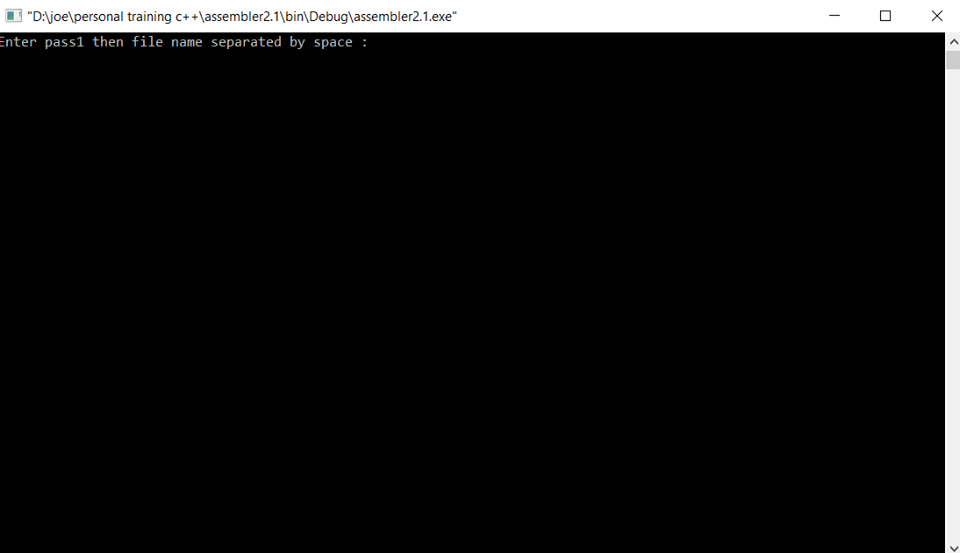 "D:\joe\personal training c++\assembler2.1\bin\Debug\assembler2.1.exe"
Enter pass1 then file name separated by space :